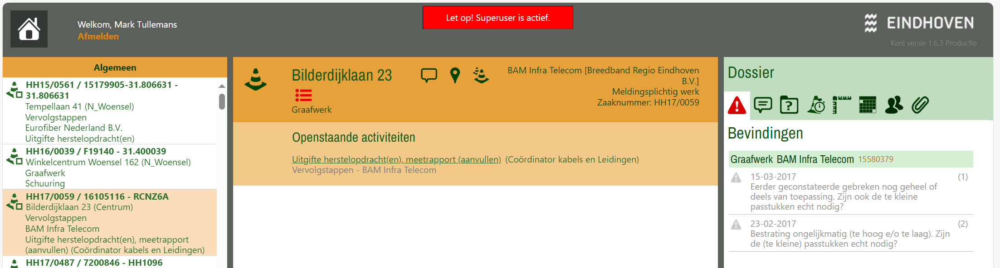 Welkom, Mark Tullemans
Afmelden
Let op! Superuser is actief.
EINDHOVEN
Kenl versie 1.6.3 Productie
Algemeen
HH15/0561 / 15179905-31.806631 -
31.806631
Tempellaan 41 (N_Woensel)
Vervolgstappen
Eurofiber Nederland B.V.
Uitgifte herstelopdracht(en)
HH16/0039 / F19140 - 31.400039
Winkelcentrum Woensel 162 (N_Woensel)
Graafwerk
Schuuring
HH17/0059 / 16105116 - RCNZ6A
Bilderdijklaan 23 (Centrum)
Vervolgstappen
BAM Infra Telecom
Uitgifte herstelopdracht(en), meetrapport
(aanvullen) (Coördinator kabels en Leidingen)
HH17/0487 / 7200846 - HH1096
Bilderdijklaan 23
Graafwerk
BAM Infra Telecom [Breedband Regio Eindhoven
B.V.]
Meldingsplichtig werk
Zaaknummer: HH17/0059
Openstaande activiteiten
Uitgifte herstelopdracht(en), meetrapport (aanvullen) (Coördinator kabels en Leidingen)
Vervolgstappen - BAM Infra Telecom
Dossier
Bevindingen
Graafwerk BAM Infra Telecom 15580379
15-03-2017 (1)
Eerder geconstateerde gebreken nog geheel of
deels van toepassing. Zijn ook de te kleine
passtukken echt nodig?
23-02-2017 (2)
Bestrating ongelijkmatig (te hoog e/o te laag). Zijn
de (te kleine) passtukken echt nodig?